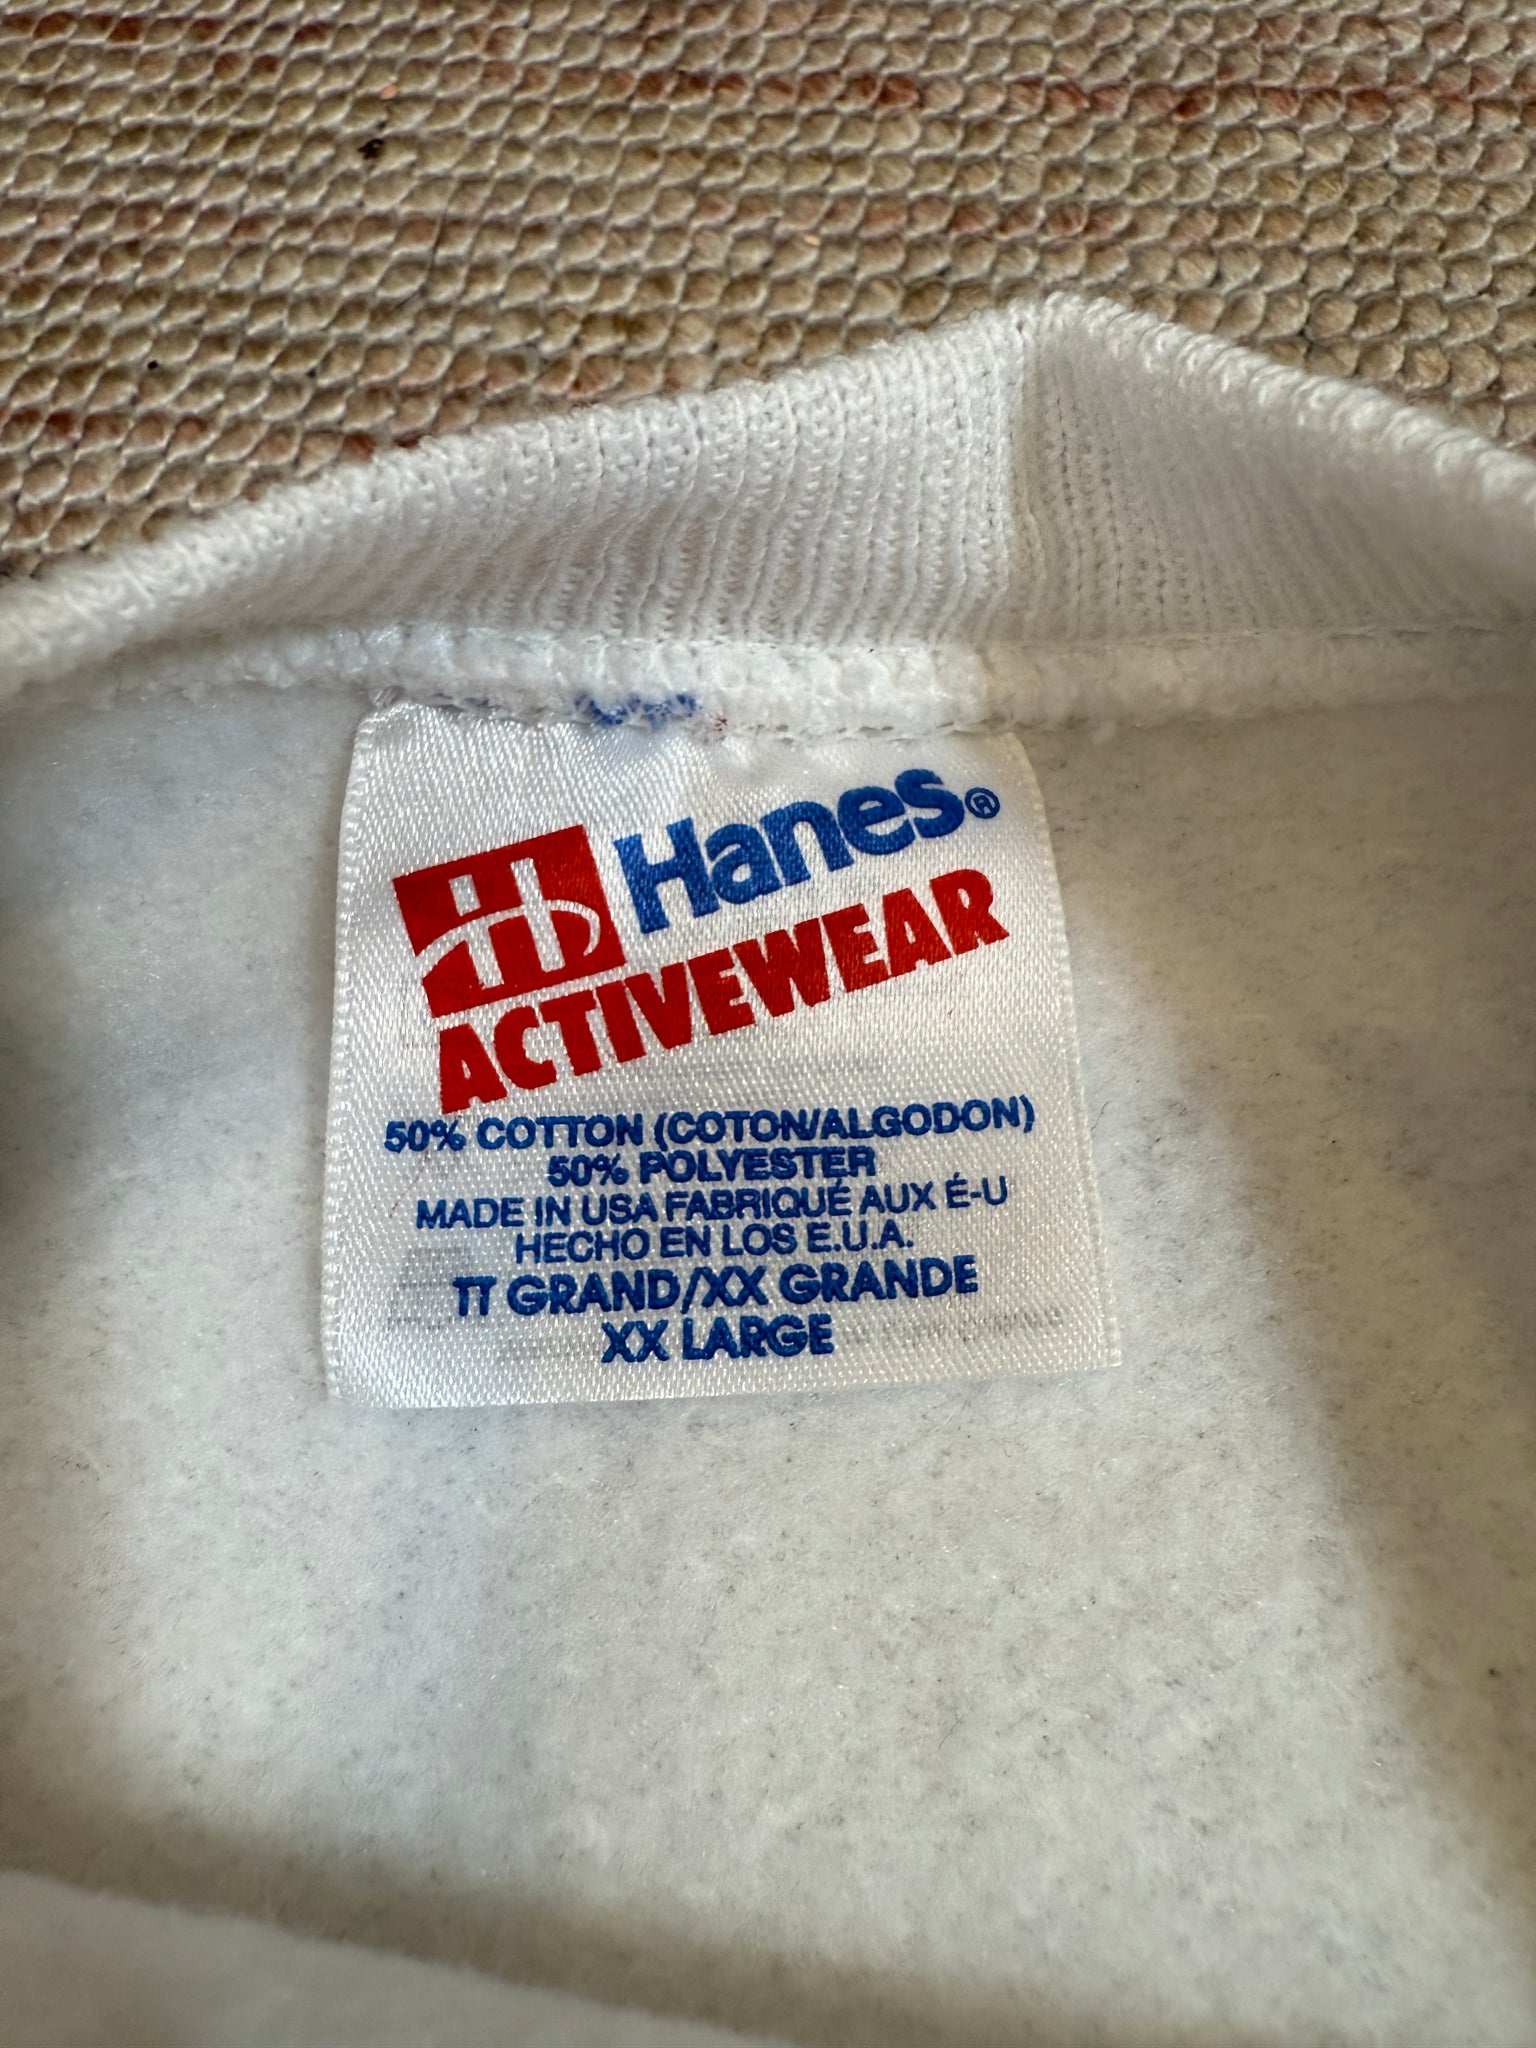 Hanes®
ACTIVEWEAR
50% COTTON (COTON/ALGODON)
50% POLYESTER
MADE IN USA FABRIQUÉ AUX É-U
HECHO EN LOS E.U.A.
TT GRAND/XX GRANDE
XX LARGE